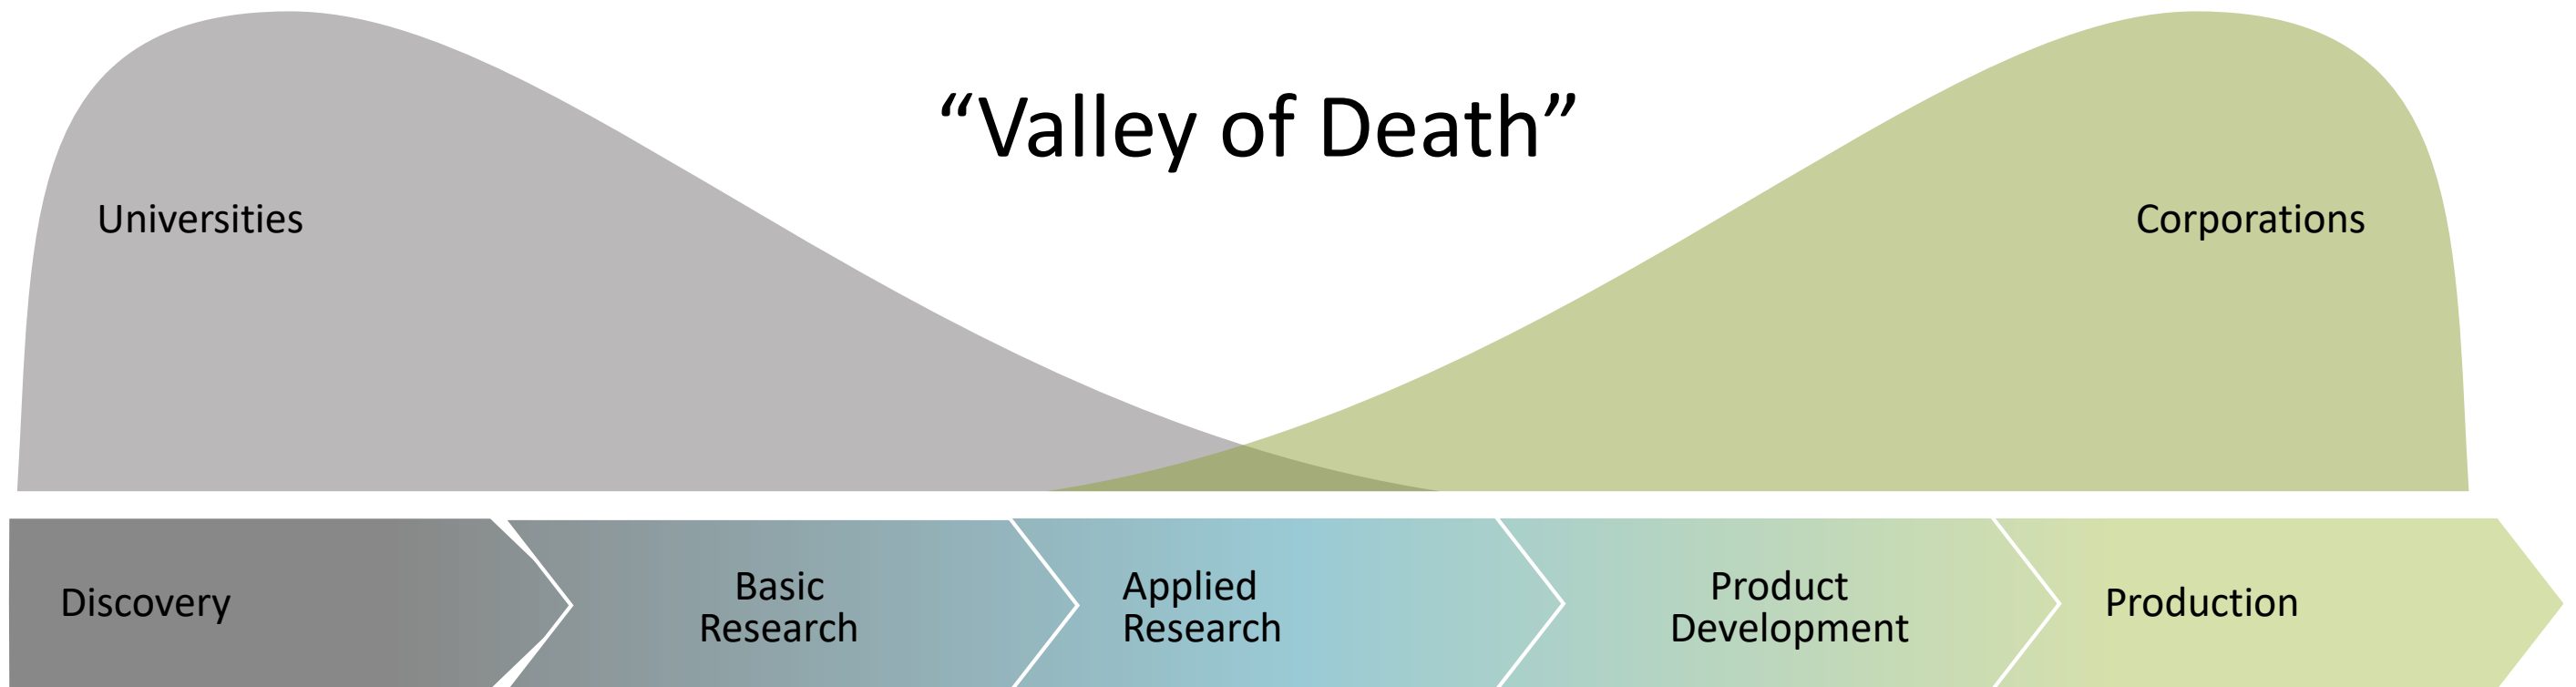 “Valley of Death”
Universities
Corporations
Discovery
Basic
Research
Applied
Research
Product
Development
Production